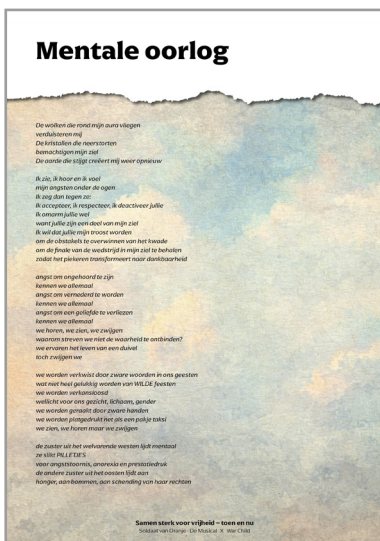 Mentale oorlog
De wolken die rond mijn aura vliegen
verduisteren mij
De kristallen die neerstorten
bemachtigen mijn ziel
De aarde die stijgt creëert mij weer opnieuw
Ik zie, ik hoor en ik voel
mijn angsten onder de ogen
Ik zeg dan tegen ze:
Ik accepteer, ik respecteer, ik deactiveer jullie
Ik omarm jullie wel
want jullie zijn een deel van mijn ziel
Ik wil dat jullie mijn troost worden
om de obstakels te overwinnen van het kwade
om de finale van de wedstrijd in mijn ziel te behalen
zodat het piekeren transformeert naar dankbaarheid
angst om ongehoord te zijn
kennen we allemaal
angst om vernederd te worden
kennen we allemaal
angst om een geliefde te verliezen
kennen we allemaal
we horen, we zien, we zwijgen
waarom streven we niet de waarheid te ontbinden?
we ervaren het leven van een duivel
toch zwijgen we
we worden verkwist door zware woorden in ons geesten
wat niet heel gelukkig worden van WILDE feesten
we worden verkansloosd
wellicht voor ons gezicht, lichaam, gender
we worden geraakt door zware handen
we worden platgedrukt net als een pakje taksi
we zien, we horen maar we zwijgen
de zuster uit het welvarende westen lijdt mentaal
ze slikt PILLETJES
voor angststoornis, anorexia en prestatiedruk
de andere zuster uit het oosten lijdt aan
honger, aan bommen, aan schending van haar rechten
Samen sterk voor vrijheid – toen en nu
Soldaat van Oranje - De Musical X War Child